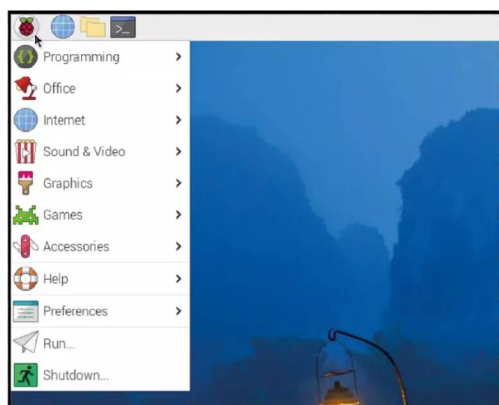 Programming
Office
Internet
Sound & Video
Graphics
Games
Accessories
Help
Preferences
Run...
Shutdown...